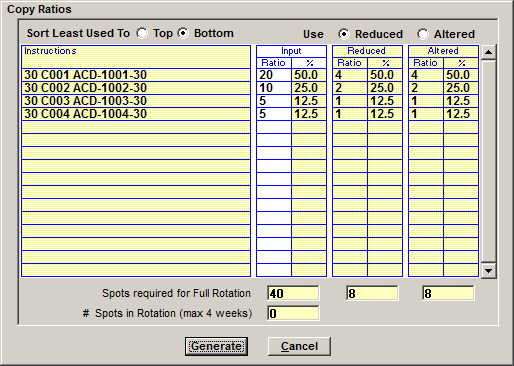 Copy Ratios
Sort Least Used To Top Bottom Use Reduced Altered
Instructions Input Reduced Altered
Ratio % Ratio % Ratio %
30 C001 ACD-1001-30 20 50.0 4 50.0 4 50.0
30 C002 ACD-1002-30 10 25.0 2 25.0 2 25.0
30 C003 ACD-1003-30 5 12.5 1 12.5 1 12.5
30 C004 ACD-1004-30 5 12.5 1 12.5 1 12.5
Spots required for Full Rotation 40 8 8
# Spots in Rotation (max 4 weeks) 0
Generate Cancel